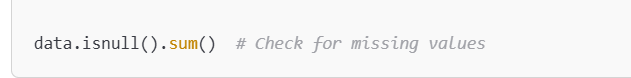 data.isnull().sum()  # Check for missing values